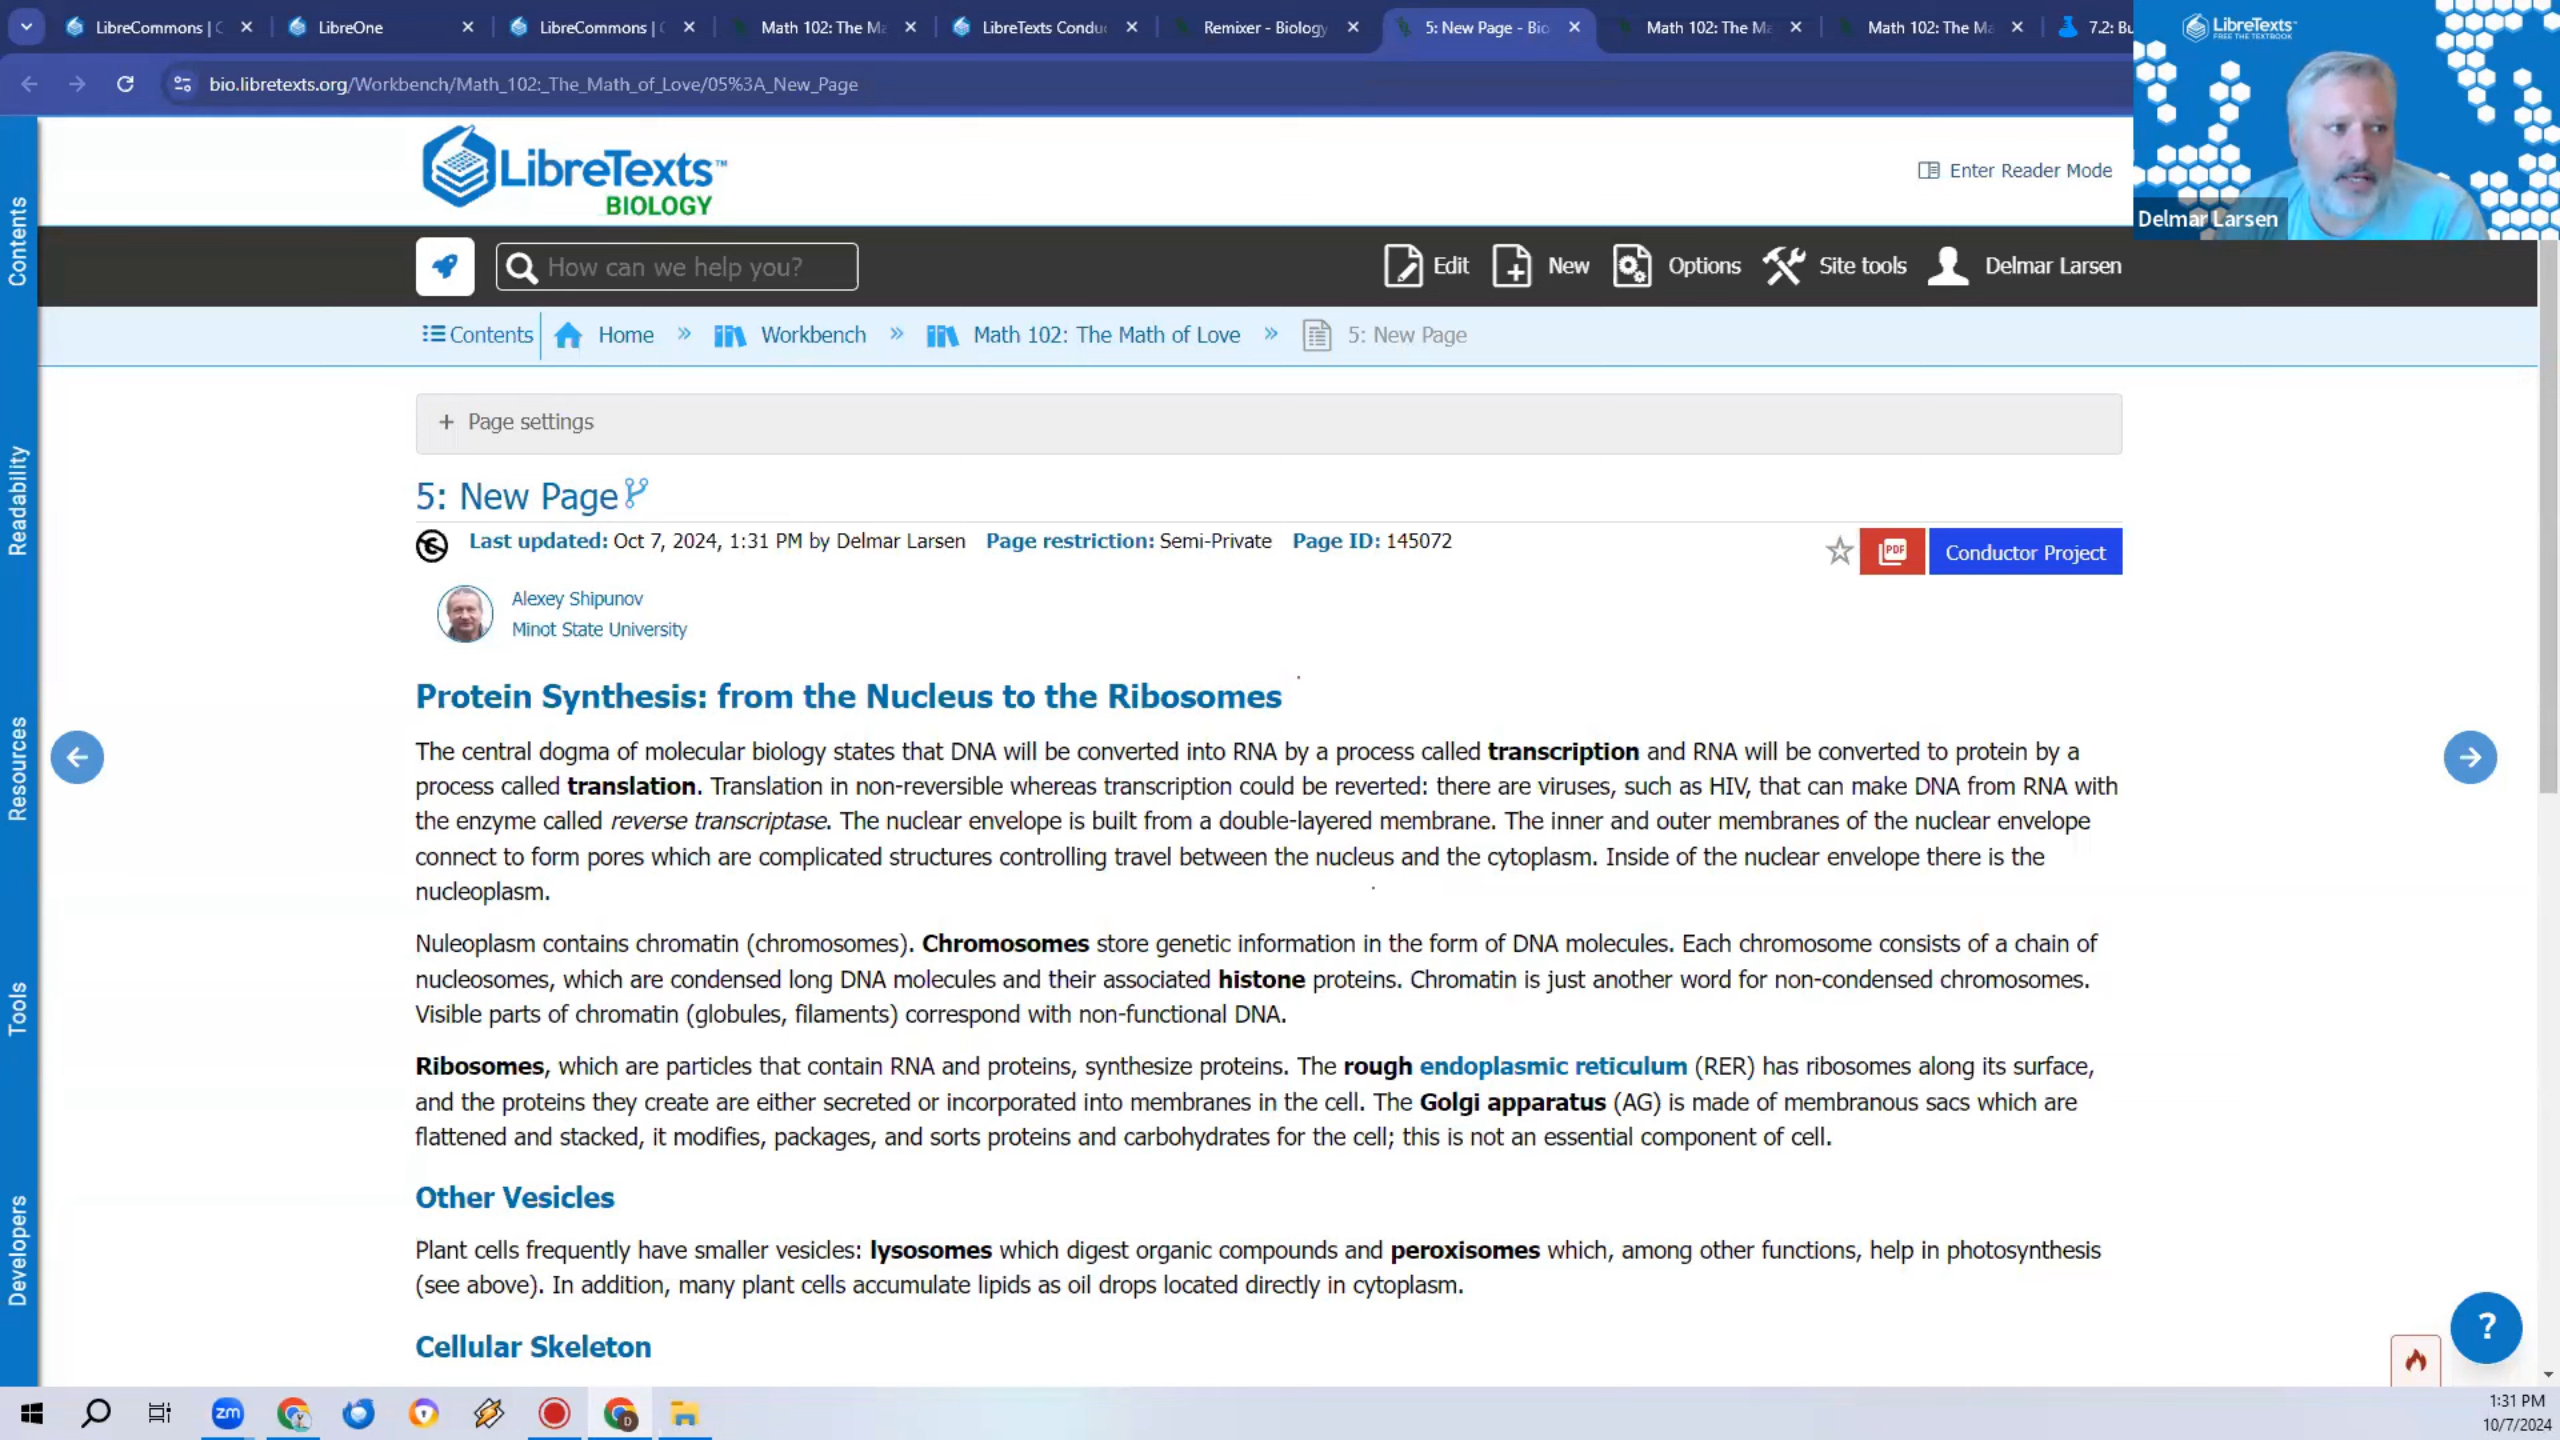 LibreCommons | C
LibreOne
LibreCommons | C
Math 102: The Ma
LibreTexts Conduc
Remixer - Biology
5: New Page - Bio
Math 102: The Ma
Math 102: The Ma
7.2: Bu
LibreTexts™
FREE THE TEXTBOOK
bio.libretexts.org/Workbench/Math_102:_The_Math_of_Love/05%3A_New_Page
Delmar Larsen
LibreTexts™
BIOLOGY
Enter Reader Mode
How can we help you?
Edit
New
Options
Site tools
Delmar Larsen
Contents
Home » Workbench » Math 102: The Math of Love » 5: New Page
Contents
Readability
Resources
Tools
Developers
+ Page settings
5: New Page
Last updated: Oct 7, 2024, 1:31 PM by Delmar Larsen Page restriction: Semi-Private Page ID: 145072
PDF
Conductor Project
Alexey Shipunov
Minot State University
Protein Synthesis: from the Nucleus to the Ribosomes
The central dogma of molecular biology states that DNA will be converted into RNA by a process called transcription and RNA will be converted to protein by a
process called translation. Translation in non-reversible whereas transcription could be reverted: there are viruses, such as HIV, that can make DNA from RNA with
the enzyme called reverse transcriptase. The nuclear envelope is built from a double-layered membrane. The inner and outer membranes of the nuclear envelope
connect to form pores which are complicated structures controlling travel between the nucleus and the cytoplasm. Inside of the nuclear envelope there is the
nucleoplasm.
Nuleoplasm contains chromatin (chromosomes). Chromosomes store genetic information in the form of DNA molecules. Each chromosome consists of a chain of
nucleosomes, which are condensed long DNA molecules and their associated histone proteins. Chromatin is just another word for non-condensed chromosomes.
Visible parts of chromatin (globules, filaments) correspond with non-functional DNA.
Ribosomes, which are particles that contain RNA and proteins, synthesize proteins. The rough endoplasmic reticulum (RER) has ribosomes along its surface,
and the proteins they create are either secreted or incorporated into membranes in the cell. The Golgi apparatus (AG) is made of membranous sacs which are
flattened and stacked, it modifies, packages, and sorts proteins and carbohydrates for the cell; this is not an essential component of cell.
Other Vesicles
Plant cells frequently have smaller vesicles: lysosomes which digest organic compounds and peroxisomes which, among other functions, help in photosynthesis
(see above). In addition, many plant cells accumulate lipids as oil drops located directly in cytoplasm.
Cellular Skeleton
?
zm
D
1:31 PM
10/7/2024